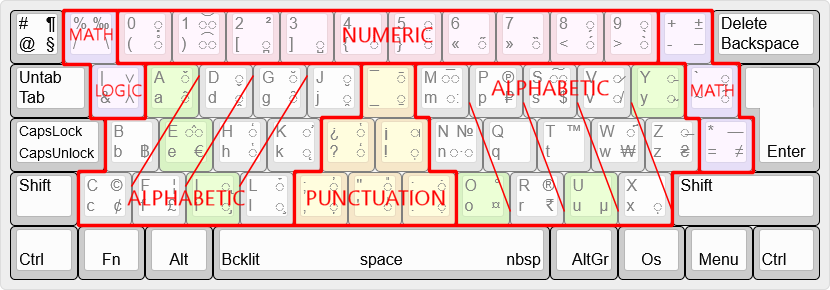 # ¶ % ‰ 0 1 2 ² 3 4 5 6 « 7 » 8 < 9 > + ± Delete
@ § MATH NUMERIC - – Backspace
Untab LOGIC A D G J M P ₽ S V Y MATH
Tab & a d g j ALPHABETIC m p s $ v y
CapsLock B E H K ¿ ¡ N № Q T ™ W Z * —
CapsUnlock b ฿ e € h k ? ! n q t w ₩ z ₴ = ≠ Enter
Shift C © F I L O R ® U X Shift
c ¢ ALPHABETIC £ l PUNCTUATION o ¤ r ₹ u µ x
Ctrl Fn Alt Bcklit space nbsp AltGr Os Menu Ctrl